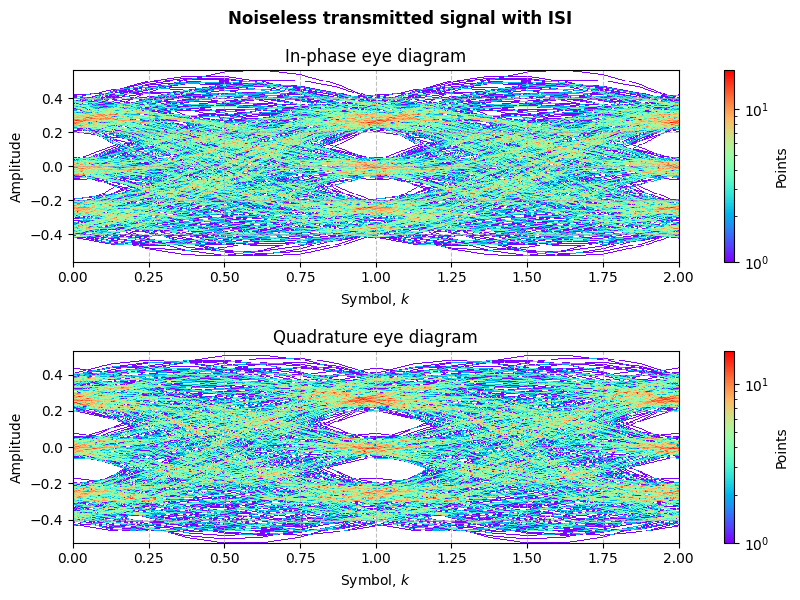 Noiseless transmitted signal with ISI
In-phase eye diagram
Amplitude
0.4
0.2
0.0
−0.2
−0.4
0.00 0.25 0.50 0.75 1.00 1.25 1.50 1.75 2.00
Symbol, k
10¹
10⁰
Points
Quadrature eye diagram
Amplitude
0.4
0.2
0.0
−0.2
−0.4
0.00 0.25 0.50 0.75 1.00 1.25 1.50 1.75 2.00
Symbol, k
10¹
10⁰
Points